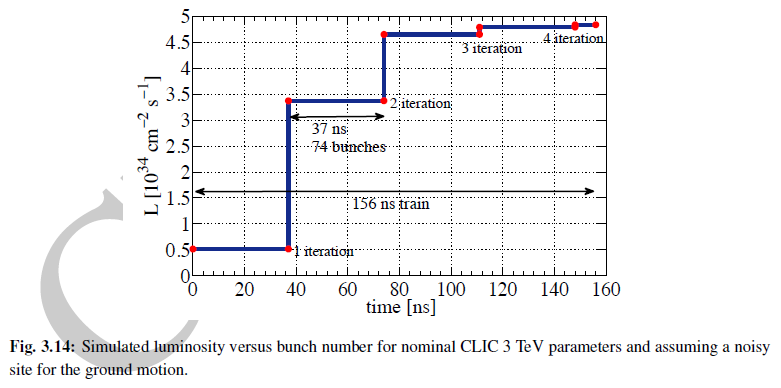 5
4.5
4
3.5
3
2.5
2
1.5
1
0.5
0
L [10^34 cm^−2 s^−1]
3 iteration
4 iteration
2 iteration
37 ns
74 bunches
156 ns train
1 iteration
0 20 40 60 80 100 120 140 160
time [ns]
Fig. 3.14: Simulated luminosity versus bunch number for nominal CLIC 3 TeV parameters and assuming a noisy
site for the ground motion.